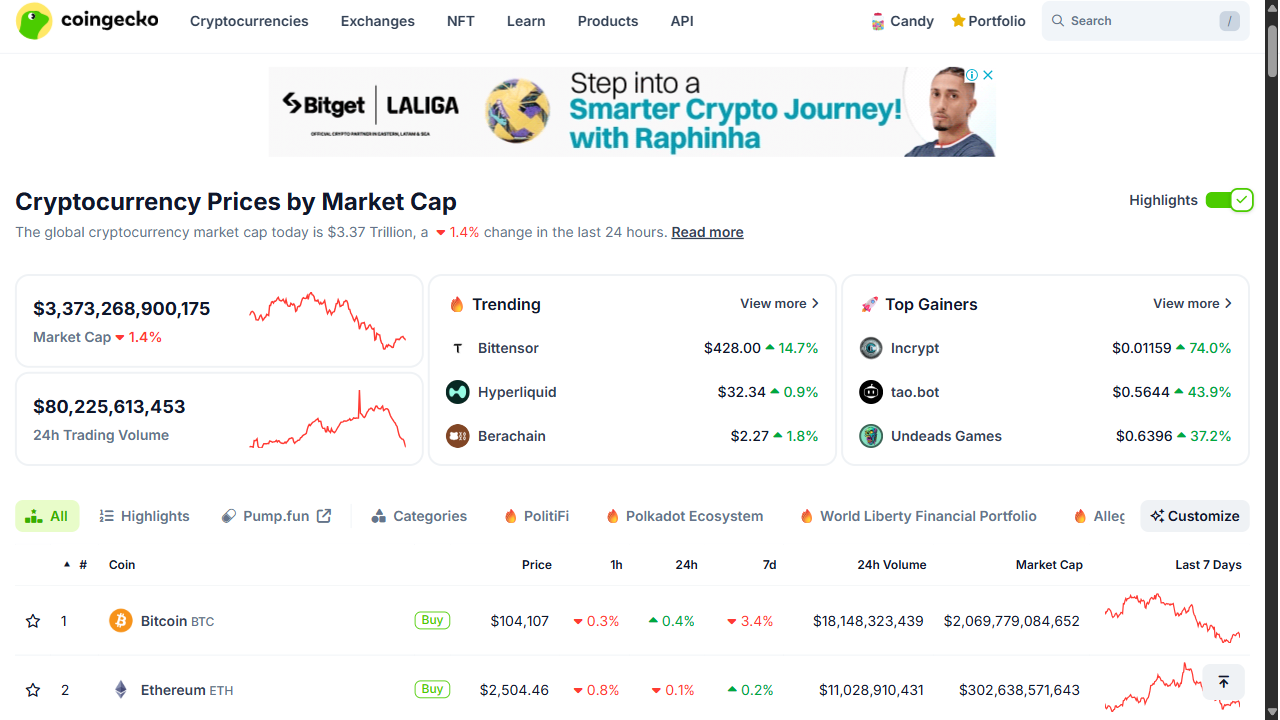 coingecko Cryptocurrencies Exchanges NFT Learn Products API Candy Portfolio Search /
Bitget LALIGA
OFFICIAL CRYPTO PARTNER IN EASTERN, LATAM & SEA
Step into a
Smarter Crypto Journey!
with Raphinha
Cryptocurrency Prices by Market Cap
Highlights
The global cryptocurrency market cap today is $3.37 Trillion, a 1.4% change in the last 24 hours. Read more
$3,373,268,900,175
Market Cap 1.4%
$80,225,613,453
24h Trading Volume
Trending View more
Bittensor $428.00 14.7%
Hyperliquid $32.34 0.9%
Berachain $2.27 1.8%
Top Gainers View more
Incrypt $0.01159 74.0%
tao.bot $0.5644 43.9%
Undeads Games $0.6396 37.2%
All Highlights Pump.fun Categories PolitiFi Polkadot Ecosystem World Liberty Financial Portfolio Alleg Customize
# Coin Price 1h 24h 7d 24h Volume Market Cap Last 7 Days
1 Bitcoin BTC Buy $104,107 0.3% 0.4% 3.4% $18,148,323,439 $2,069,779,084,652
2 Ethereum ETH Buy $2,504.46 0.8% 0.1% 0.2% $11,028,910,431 $302,638,571,643